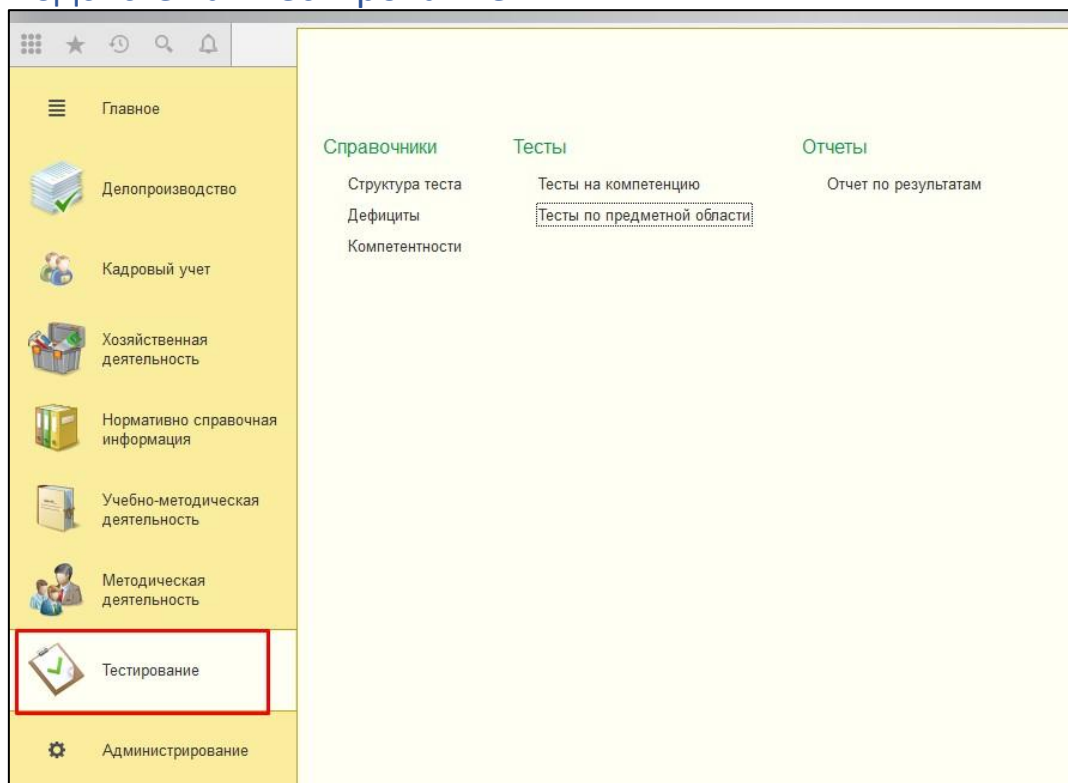 Главное
Делопроизводство
Кадровый учет
Хозяйственная
деятельность
Нормативно справочная
информация
Учебно-методическая
деятельность
Методическая
деятельность
Тестирование
Администрирование
Справочники
Структура теста
Дефициты
Компетентности
Тесты
Тесты на компетенцию
Тесты по предметной области
Отчеты
Отчет по результатам